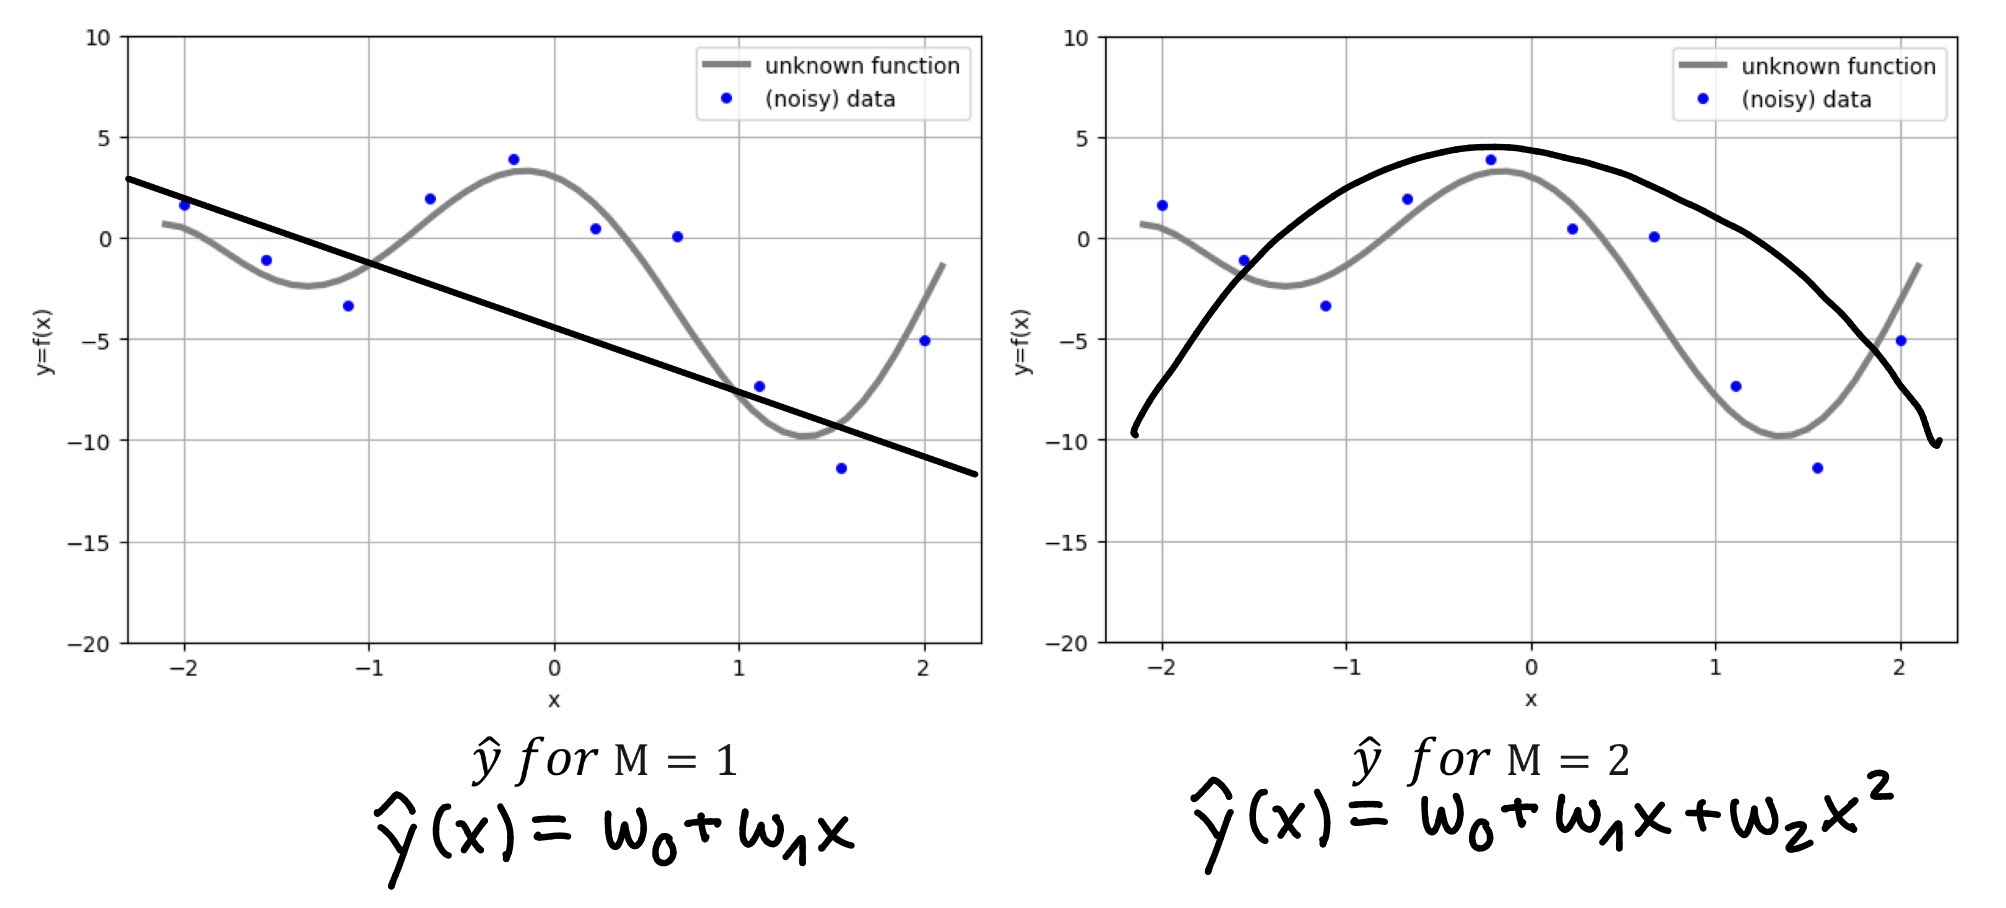 10
5
0
−5
−10
−15
−20
y=f(x)
−2 −1 0 1 2
x
unknown function
(noisy) data
ŷ for M = 1
ŷ(x) = w₀ + w₁x
10
5
0
−5
−10
−15
−20
y=f(x)
−2 −1 0 1 2
x
unknown function
(noisy) data
ŷ for M = 2
ŷ(x) = w₀ + w₁x + w₂x²